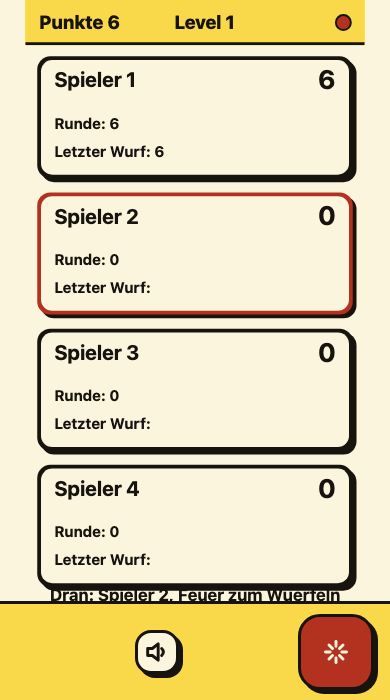 Punkte 6 Level 1
Spieler 1 6
Runde: 6
Letzter Wurf: 6
Spieler 2 0
Runde: 0
Letzter Wurf:
Spieler 3 0
Runde: 0
Letzter Wurf:
Spieler 4 0
Runde: 0
Letzter Wurf:
Dran: Spieler 2, Feuer zum Wuerfeln